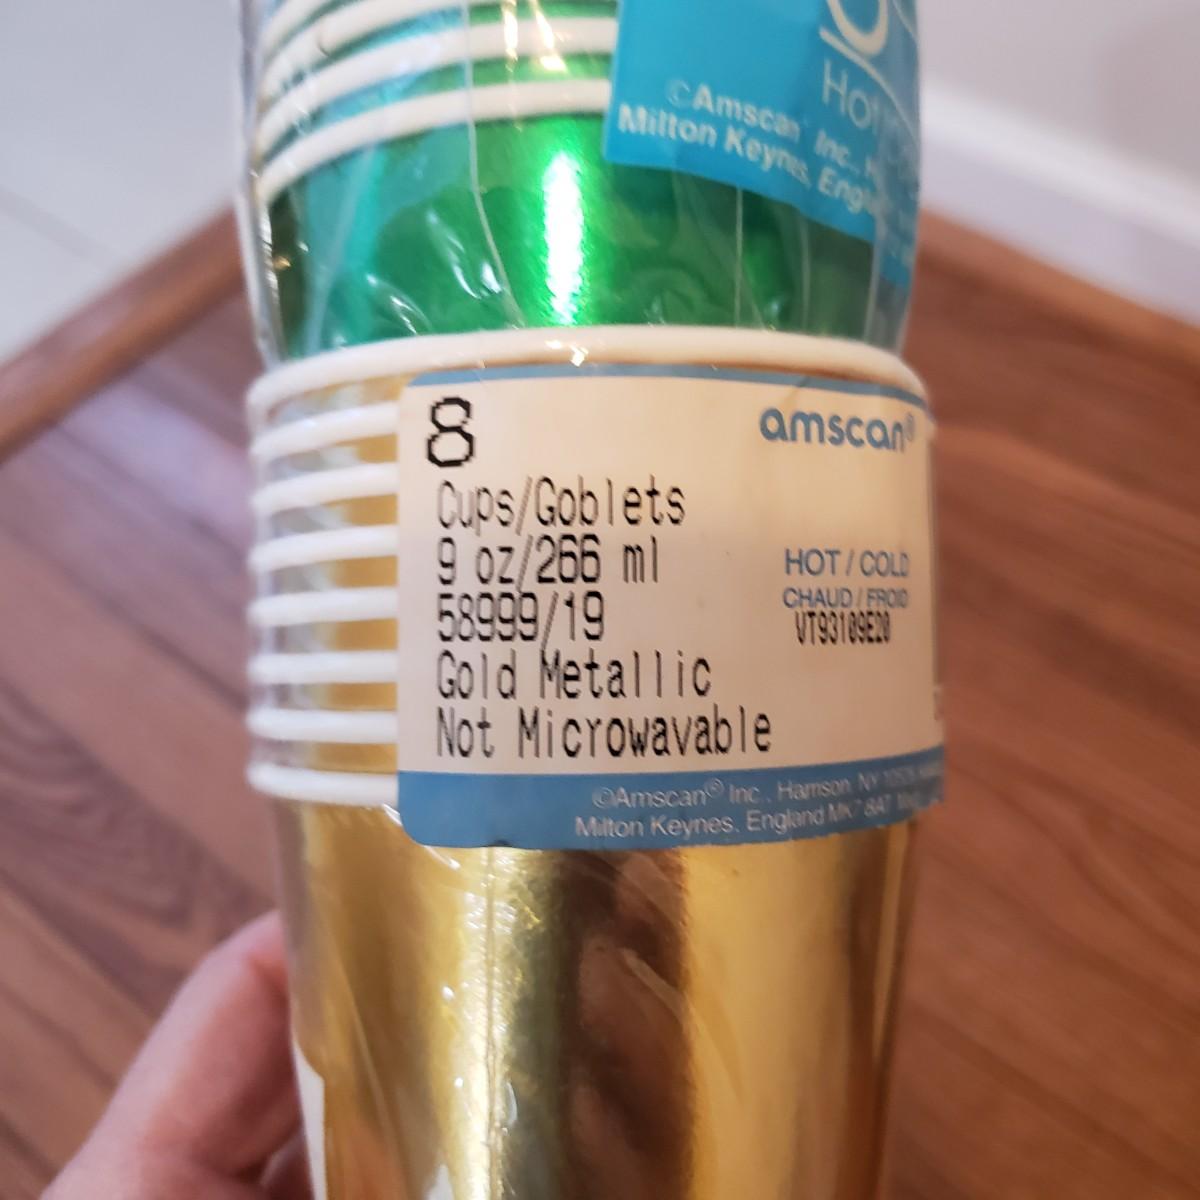 Hot
©Amscan Inc.,
Milton Keynes, England
8
amscan®
Cups/Goblets
9 oz/266 ml
58999/19
Gold Metallic
Not Microwavable
HOT / COLD
CHAUD / FROID
VT93109E20
©Amscan® Inc., Harrison, NY
Milton Keynes, England MK7 8AT